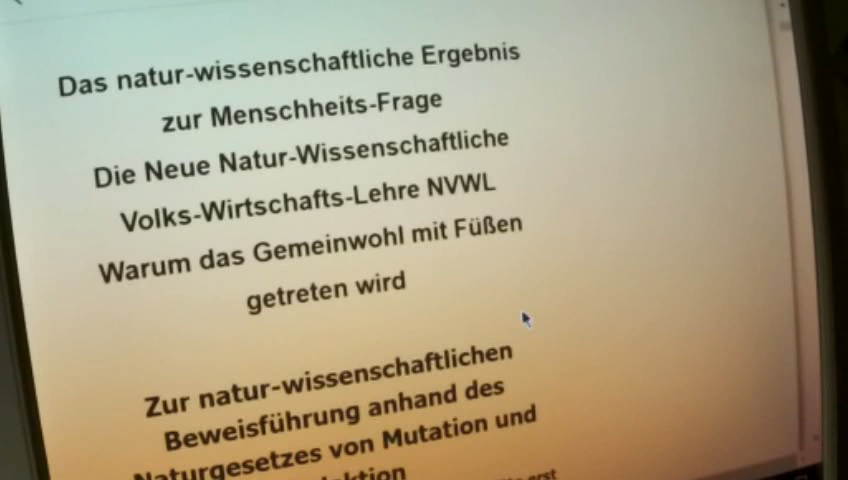 Das natur-wissenschaftliche Ergebnis
zur Menschheits-Frage
Die Neue Natur-Wissenschaftliche
Volks-Wirtschafts-Lehre NVWL
Warum das Gemeinwohl mit Füßen
getreten wird
Zur natur-wissenschaftlichen
Beweisführung anhand des
Naturgesetzes von Mutation und
erst